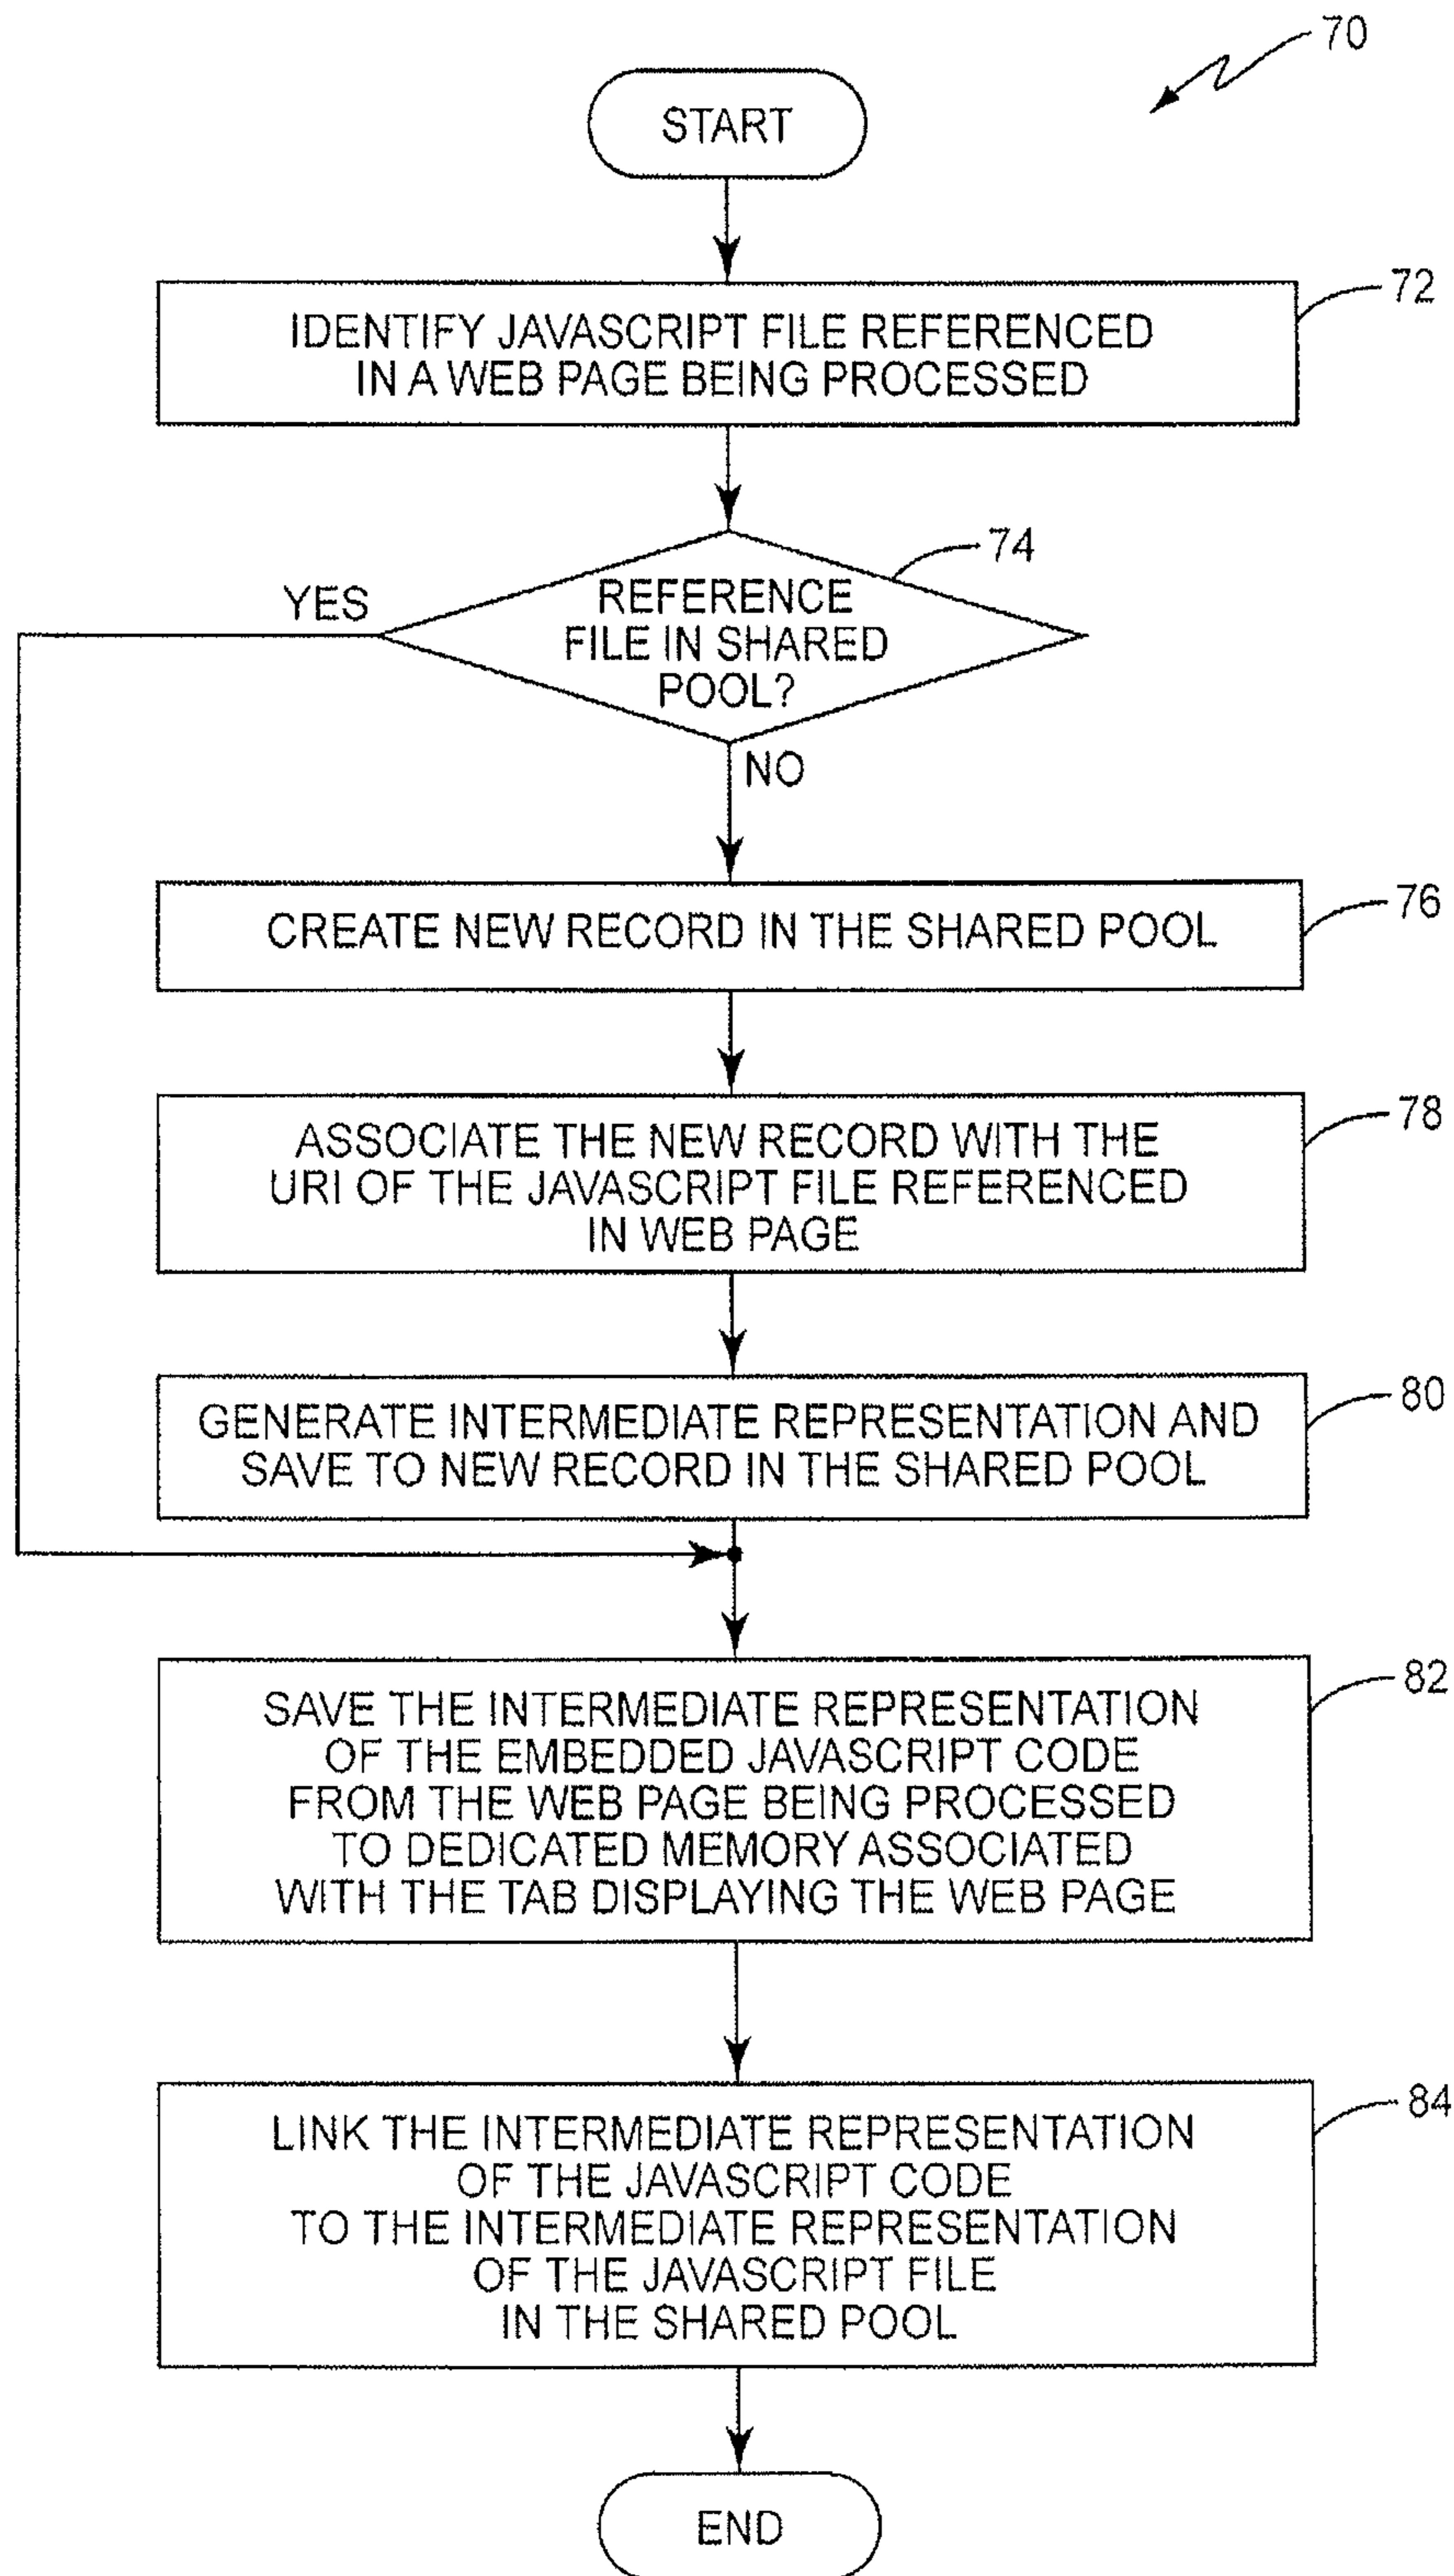 70
START
72
IDENTIFY JAVASCRIPT FILE REFERENCED
IN A WEB PAGE BEING PROCESSED
74
YES
REFERENCE
FILE IN SHARED
POOL?
NO
76
CREATE NEW RECORD IN THE SHARED POOL
78
ASSOCIATE THE NEW RECORD WITH THE
URI OF THE JAVASCRIPT FILE REFERENCED
IN WEB PAGE
80
GENERATE INTERMEDIATE REPRESENTATION AND
SAVE TO NEW RECORD IN THE SHARED POOL
82
SAVE THE INTERMEDIATE REPRESENTATION
OF THE EMBEDDED JAVASCRIPT CODE
FROM THE WEB PAGE BEING PROCESSED
TO DEDICATED MEMORY ASSOCIATED
WITH THE TAB DISPLAYING THE WEB PAGE
84
LINK THE INTERMEDIATE REPRESENTATION
OF THE JAVASCRIPT CODE
TO THE INTERMEDIATE REPRESENTATION
OF THE JAVASCRIPT FILE
IN THE SHARED POOL
END